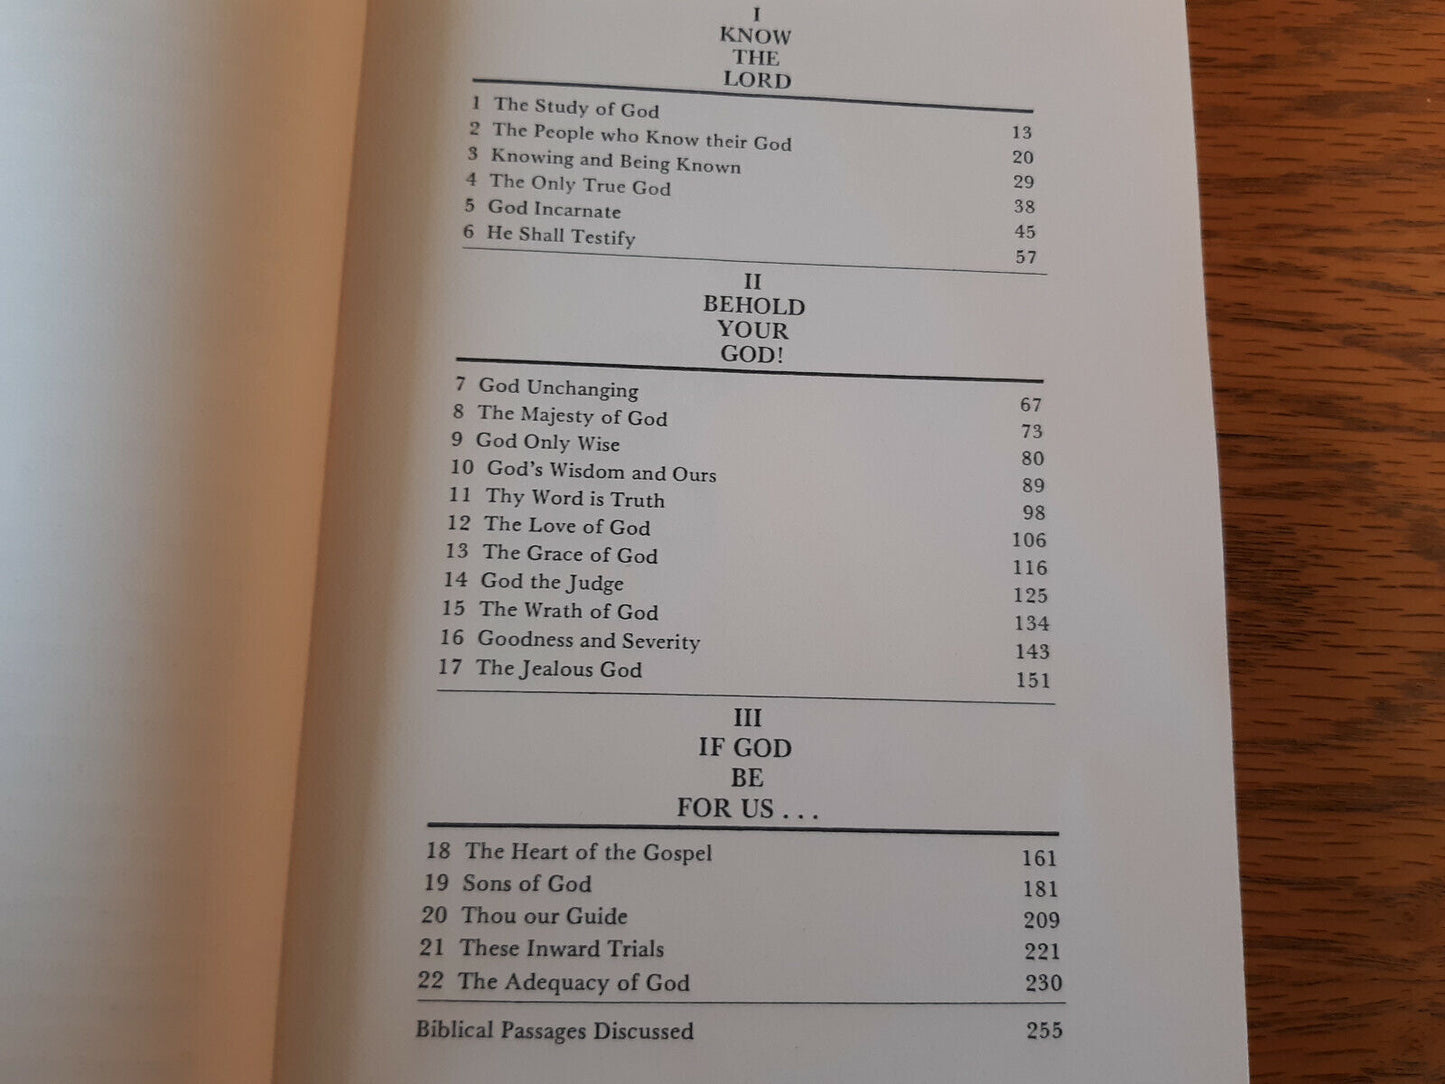 I
KNOW
THE
LORD
1 The Study of God 13
2 The People who Know their God 20
3 Knowing and Being Known 29
4 The Only True God 38
5 God Incarnate 45
6 He Shall Testify 57
II
BEHOLD
YOUR
GOD!
7 God Unchanging 67
8 The Majesty of God 73
9 God Only Wise 80
10 God's Wisdom and Ours 89
11 Thy Word is Truth 98
12 The Love of God 106
13 The Grace of God 116
14 God the Judge 125
15 The Wrath of God 134
16 Goodness and Severity 143
17 The Jealous God 151
III
IF GOD
BE
FOR US . . .
18 The Heart of the Gospel 161
19 Sons of God 181
20 Thou our Guide 209
21 These Inward Trials 221
22 The Adequacy of God 230
Biblical Passages Discussed 255